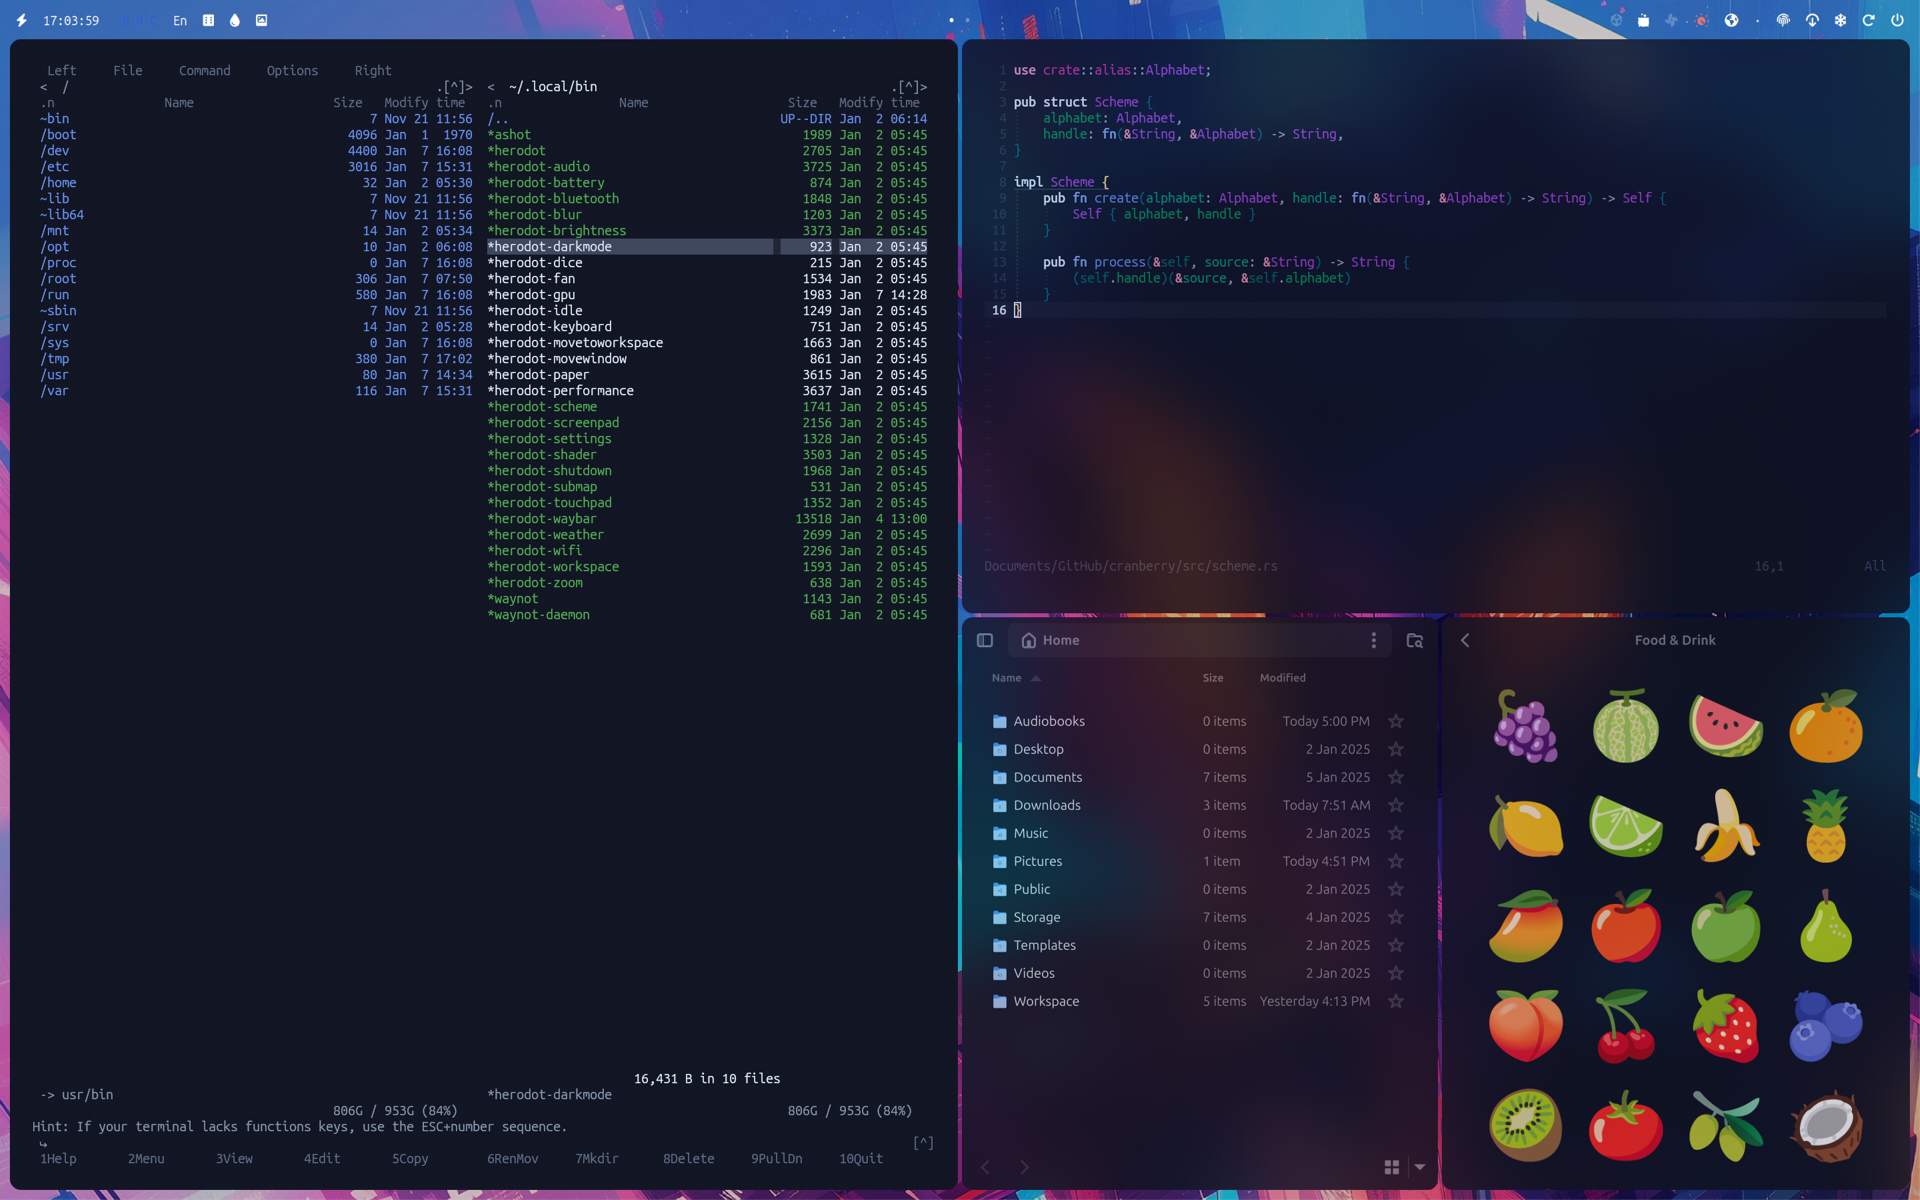 17:03:59 En
Left File Command Options Right
< / .[^]> < ~/.local/bin .[^]>
.n Name Size Modify time .n Name Size Modify time
~bin 7 Nov 21 11:56 /.. UP--DIR Jan 2 06:14
/boot 4096 Jan 1 1970 *ashot 1989 Jan 2 05:45
/dev 4400 Jan 7 16:08 *herodot 2705 Jan 2 05:45
/etc 3016 Jan 7 15:31 *herodot-audio 3725 Jan 2 05:45
/home 32 Jan 2 05:30 *herodot-battery 874 Jan 2 05:45
~lib 7 Nov 21 11:56 *herodot-bluetooth 1848 Jan 2 05:45
~lib64 7 Nov 21 11:56 *herodot-blur 1203 Jan 2 05:45
/mnt 14 Jan 2 05:34 *herodot-brightness 3373 Jan 2 05:45
/opt 10 Jan 2 06:08 *herodot-darkmode 923 Jan 2 05:45
/proc 0 Jan 7 16:08 *herodot-dice 215 Jan 2 05:45
/root 306 Jan 7 07:50 *herodot-fan 1534 Jan 2 05:45
/run 580 Jan 7 16:08 *herodot-gpu 1983 Jan 7 14:28
~sbin 7 Nov 21 11:56 *herodot-idle 1249 Jan 2 05:45
/srv 14 Jan 2 05:28 *herodot-keyboard 751 Jan 2 05:45
/sys 0 Jan 7 16:08 *herodot-movetoworkspace 1663 Jan 2 05:45
/tmp 380 Jan 7 17:02 *herodot-movewindow 861 Jan 2 05:45
/usr 80 Jan 7 14:34 *herodot-paper 3615 Jan 2 05:45
/var 116 Jan 7 15:31 *herodot-performance 3637 Jan 2 05:45
*herodot-scheme 1741 Jan 2 05:45
*herodot-screenpad 2156 Jan 2 05:45
*herodot-settings 1328 Jan 2 05:45
*herodot-shader 3503 Jan 2 05:45
*herodot-shutdown 1968 Jan 2 05:45
*herodot-submap 531 Jan 2 05:45
*herodot-touchpad 1352 Jan 2 05:45
*herodot-waybar 13518 Jan 4 13:00
*herodot-weather 2699 Jan 2 05:45
*herodot-wifi 2296 Jan 2 05:45
*herodot-workspace 1593 Jan 2 05:45
*herodot-zoom 638 Jan 2 05:45
*waynot 1143 Jan 2 05:45
*waynot-daemon 681 Jan 2 05:45
16,431 B in 10 files
-> usr/bin *herodot-darkmode
806G / 953G (84%) 806G / 953G (84%)
Hint: If your terminal lacks functions keys, use the ESC+number sequence.
[^]
1Help 2Menu 3View 4Edit 5Copy 6RenMov 7Mkdir 8Delete 9PullDn 10Quit
1 use crate::alias::Alphabet;
2
3 pub struct Scheme {
4 alphabet: Alphabet,
5 handle: fn(&String, &Alphabet) -> String,
6 }
7
8 impl Scheme {
9 pub fn create(alphabet: Alphabet, handle: fn(&String, &Alphabet) -> String) -> Self {
10 Self { alphabet, handle }
11 }
12
13 pub fn process(&self, source: &String) -> String {
14 (self.handle)(&source, &self.alphabet)
15 }
16 }
Documents/GitHub/cranberry/src/scheme.rs 16,1 All
Home
Name Size Modified
Audiobooks 0 items Today 5:00 PM
Desktop 0 items 2 Jan 2025
Documents 7 items 5 Jan 2025
Downloads 3 items Today 7:51 AM
Music 0 items 2 Jan 2025
Pictures 1 item Today 4:51 PM
Public 0 items 2 Jan 2025
Storage 7 items 4 Jan 2025
Templates 0 items 2 Jan 2025
Videos 0 items 2 Jan 2025
Workspace 5 items Yesterday 4:13 PM
Food & Drink